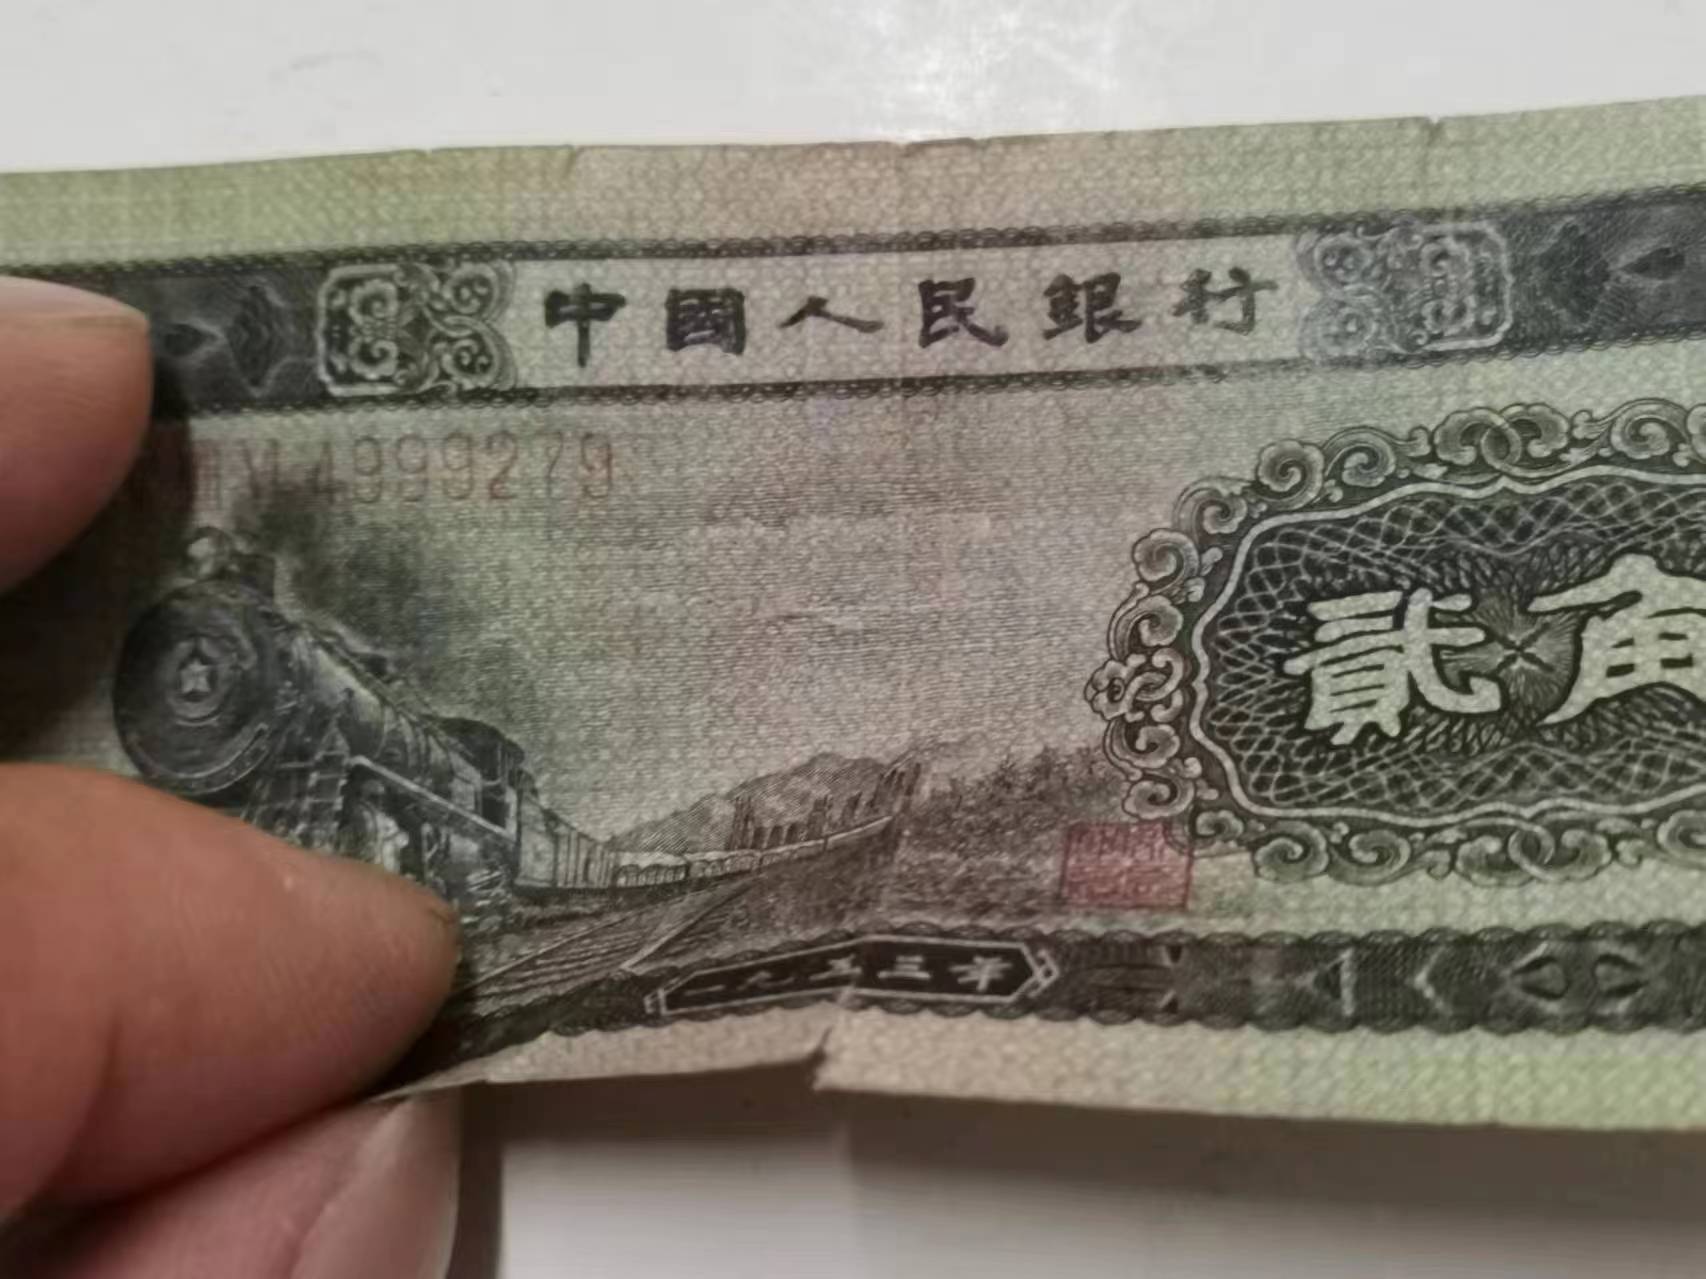 中國人民銀行
4999279
貳角
一九五三年